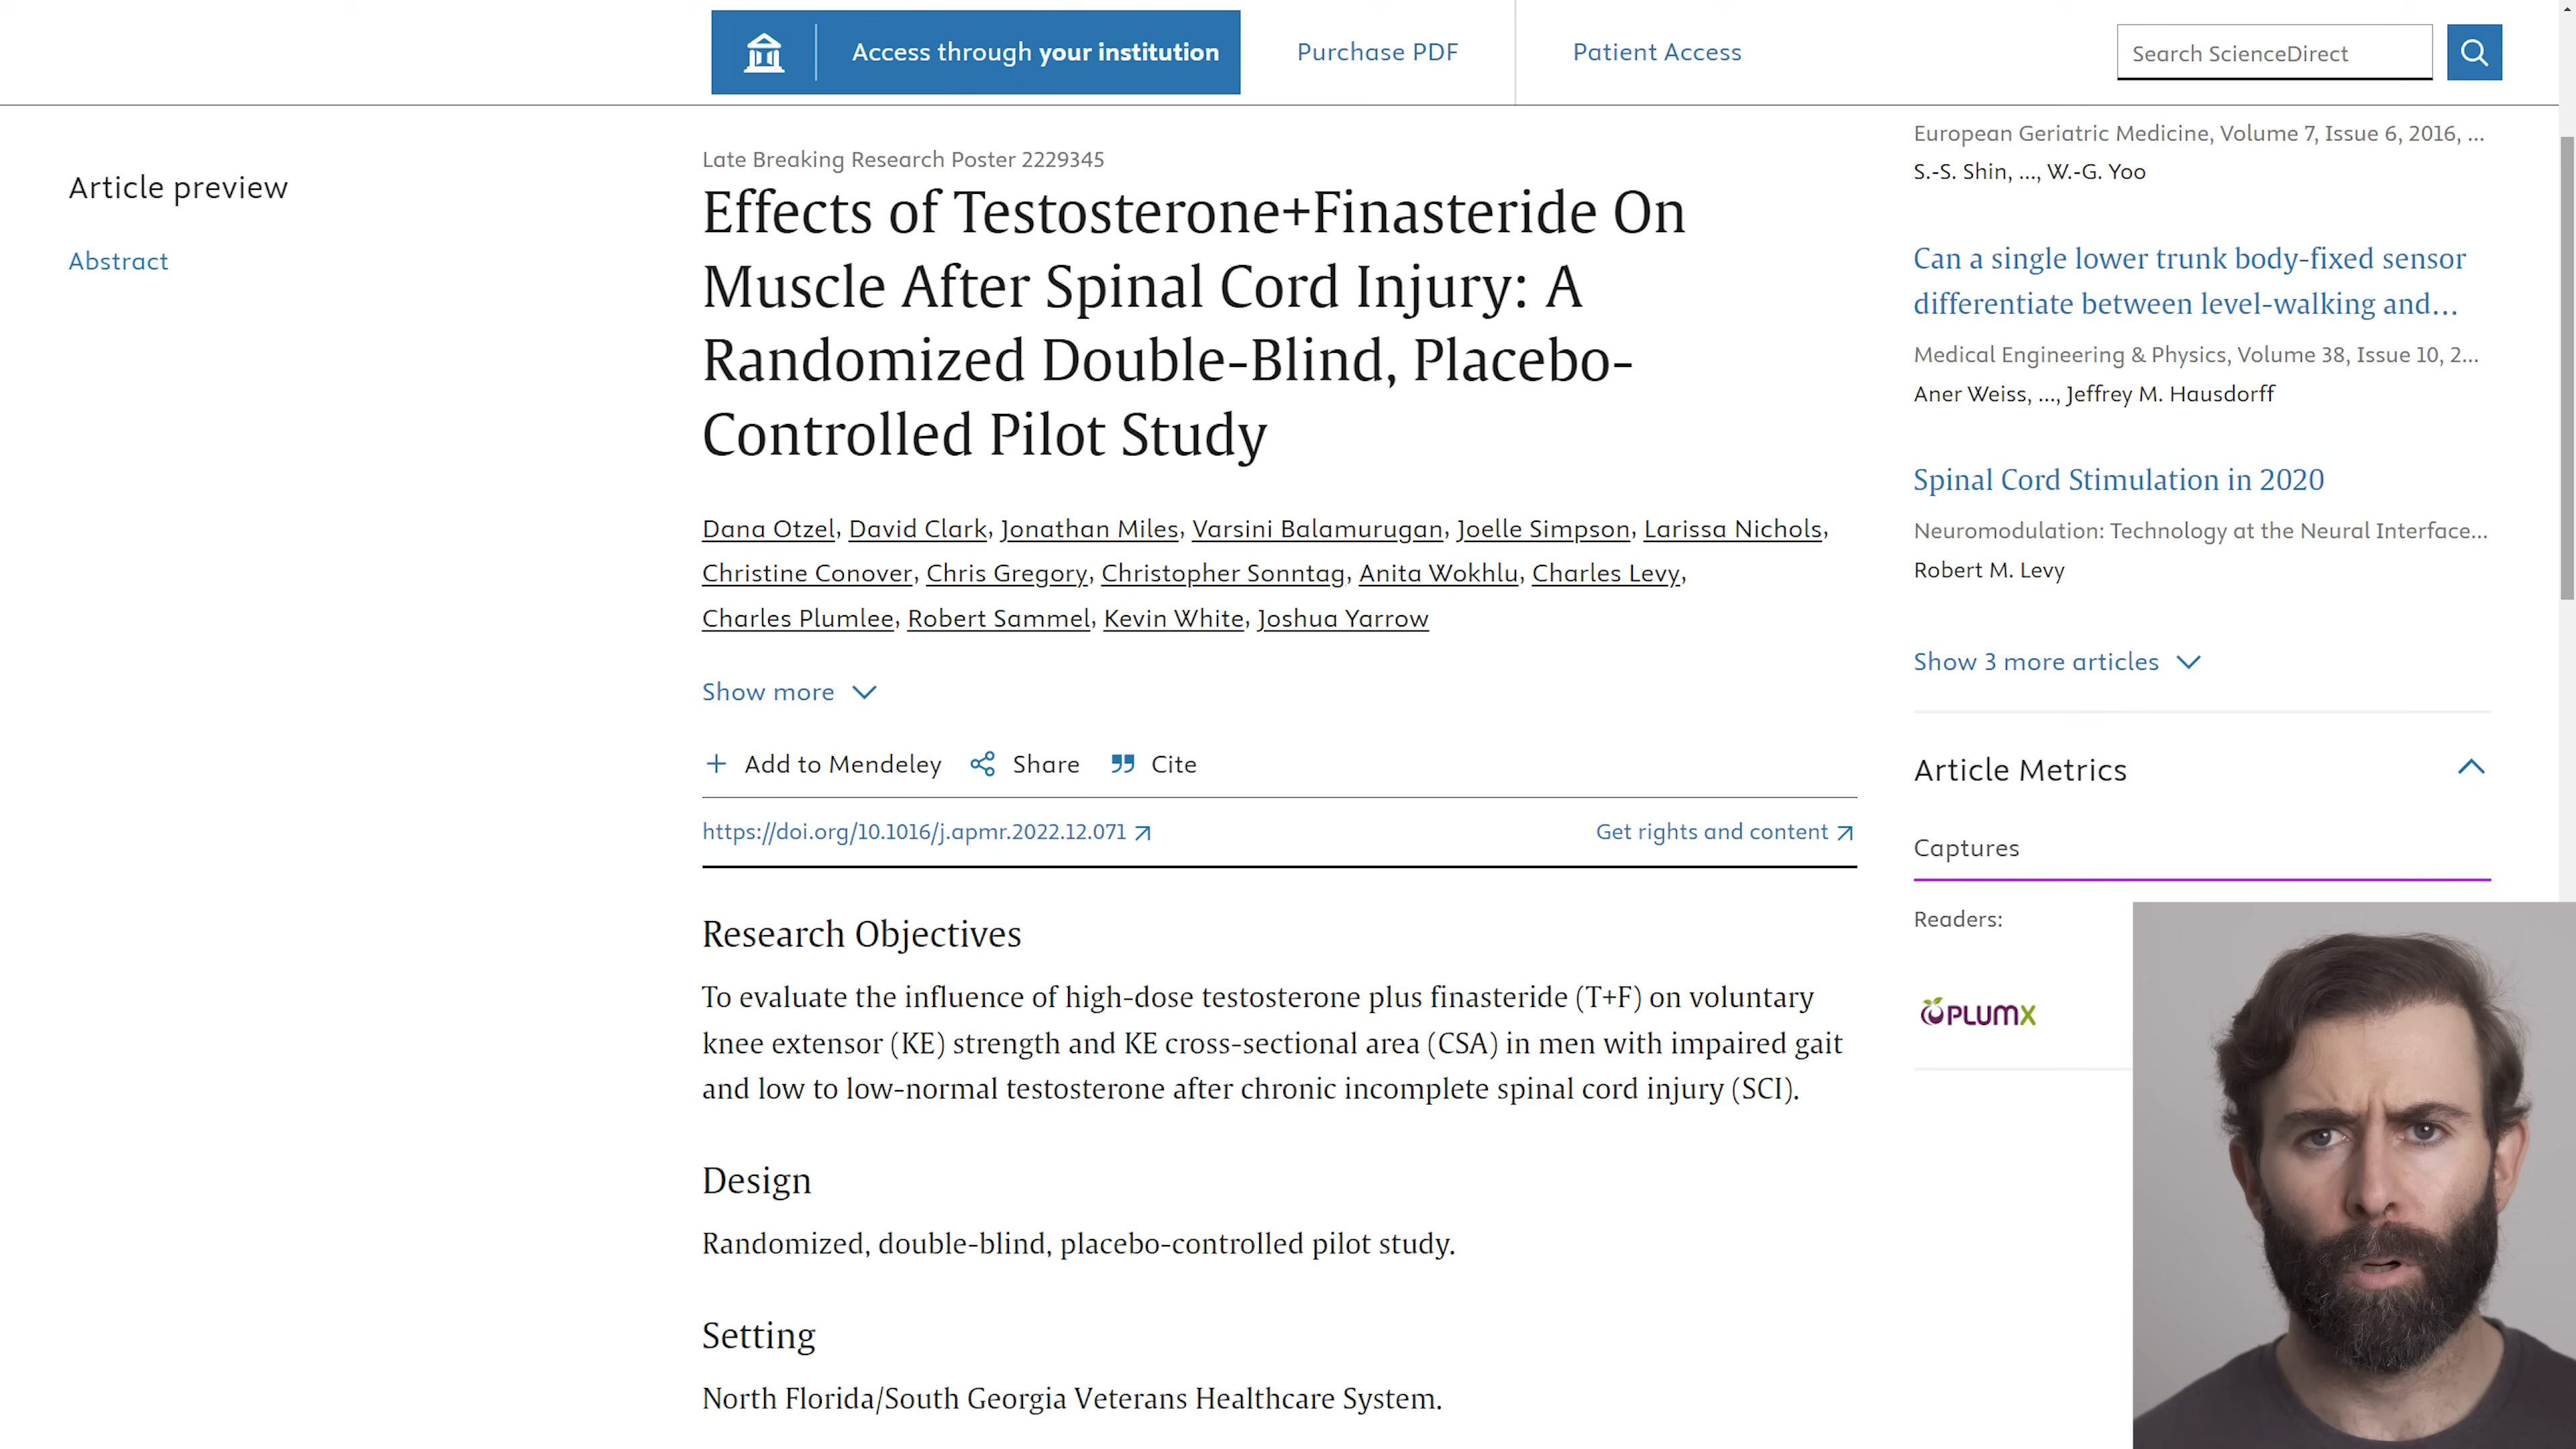 Access through your institution
Purchase PDF
Patient Access
Search ScienceDirect
Article preview
Abstract
Late Breaking Research Poster 2229345
Effects of Testosterone+Finasteride On
Muscle After Spinal Cord Injury: A
Randomized Double-Blind, Placebo-
Controlled Pilot Study
Dana Otzel, David Clark, Jonathan Miles, Varsini Balamurugan, Joelle Simpson, Larissa Nichols,
Christine Conover, Chris Gregory, Christopher Sonntag, Anita Wokhlu, Charles Levy,
Charles Plumlee, Robert Sammel, Kevin White, Joshua Yarrow
Show more
Add to Mendeley
Share
Cite
https://doi.org/10.1016/j.apmr.2022.12.071
Get rights and content
Research Objectives
To evaluate the influence of high-dose testosterone plus finasteride (T+F) on voluntary
knee extensor (KE) strength and KE cross-sectional area (CSA) in men with impaired gait
and low to low-normal testosterone after chronic incomplete spinal cord injury (SCI).
Design
Randomized, double-blind, placebo-controlled pilot study.
Setting
North Florida/South Georgia Veterans Healthcare System.
European Geriatric Medicine, Volume 7, Issue 6, 2016, ...
S.-S. Shin, ..., W.-G. Yoo
Can a single lower trunk body-fixed sensor
differentiate between level-walking and...
Medical Engineering & Physics, Volume 38, Issue 10, 2...
Aner Weiss, ..., Jeffrey M. Hausdorff
Spinal Cord Stimulation in 2020
Neuromodulation: Technology at the Neural Interface...
Robert M. Levy
Show 3 more articles
Article Metrics
Captures
Readers:
PLUMX